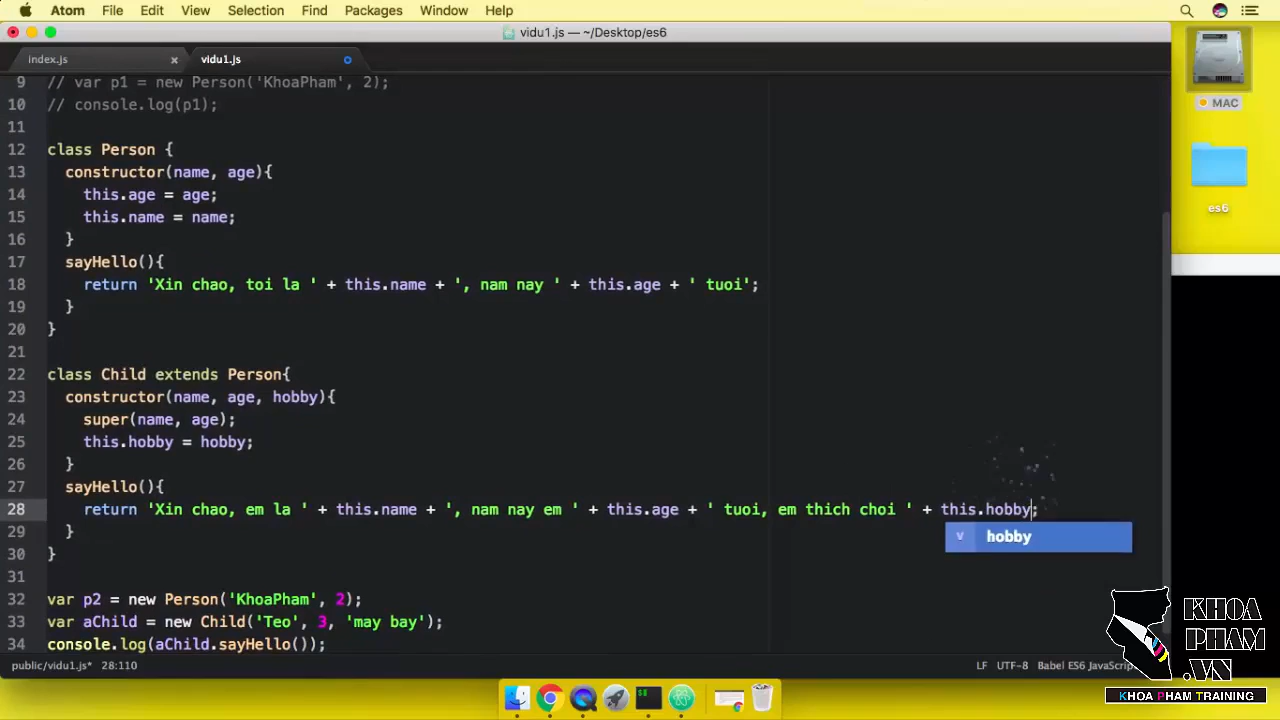 Atom File Edit View Selection Find Packages Window Help
vidu1.js — ~/Desktop/es6
index.js
vidu1.js
MAC
es6
9 // var p1 = new Person('KhoaPham', 2);
10 // console.log(p1);
11
12 class Person {
13 constructor(name, age){
14 this.age = age;
15 this.name = name;
16 }
17 sayHello(){
18 return 'Xin chao, toi la ' + this.name + ', nam nay ' + this.age + ' tuoi';
19 }
20 }
21
22 class Child extends Person{
23 constructor(name, age, hobby){
24 super(name, age);
25 this.hobby = hobby;
26 }
27 sayHello(){
28 return 'Xin chao, em la ' + this.name + ', nam nay em ' + this.age + ' tuoi, em thich choi ' + this.hobby;
v hobby
29 }
30 }
31
32 var p2 = new Person('KhoaPham', 2);
33 var aChild = new Child('Teo', 3, 'may bay');
34 console.log(aChild.sayHello());
public/vidu1.js* 28:110
LF UTF-8 Babel ES6 JavaScrip
KHOA
PHAM
.VN
KHOA PHAM TRAINING